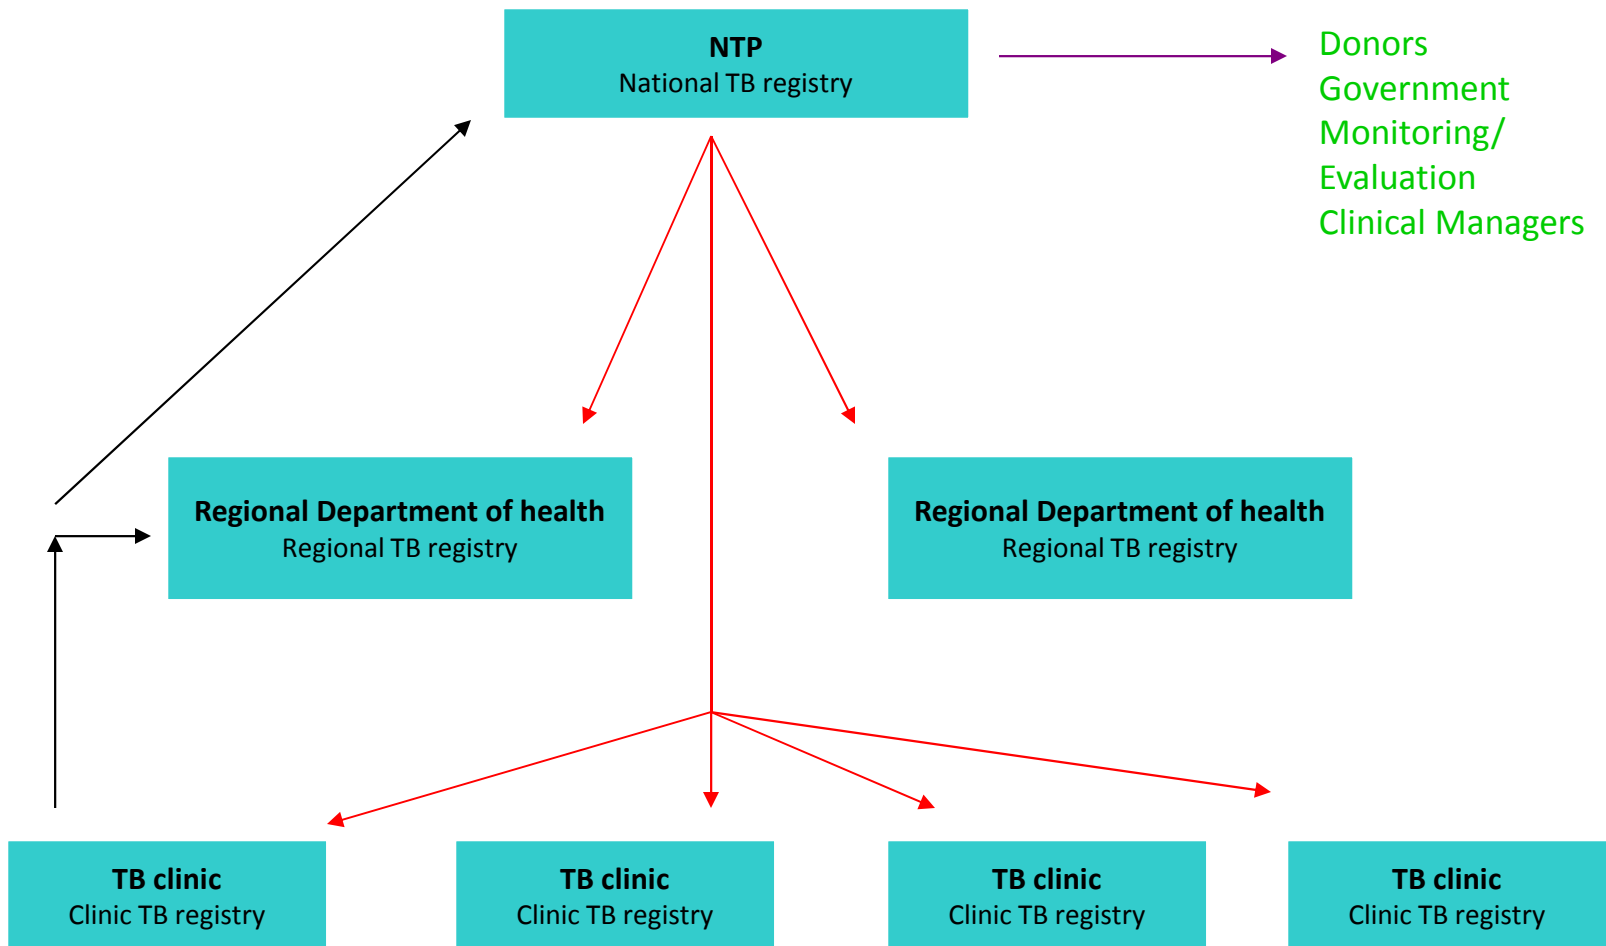 NTP
National TB registry
Donors
Government
Monitoring/
Evaluation
Clinical Managers
Regional Department of health
Regional TB registry
Regional Department of health
Regional TB registry
TB clinic
Clinic TB registry
TB clinic
Clinic TB registry
TB clinic
Clinic TB registry
TB clinic
Clinic TB registry